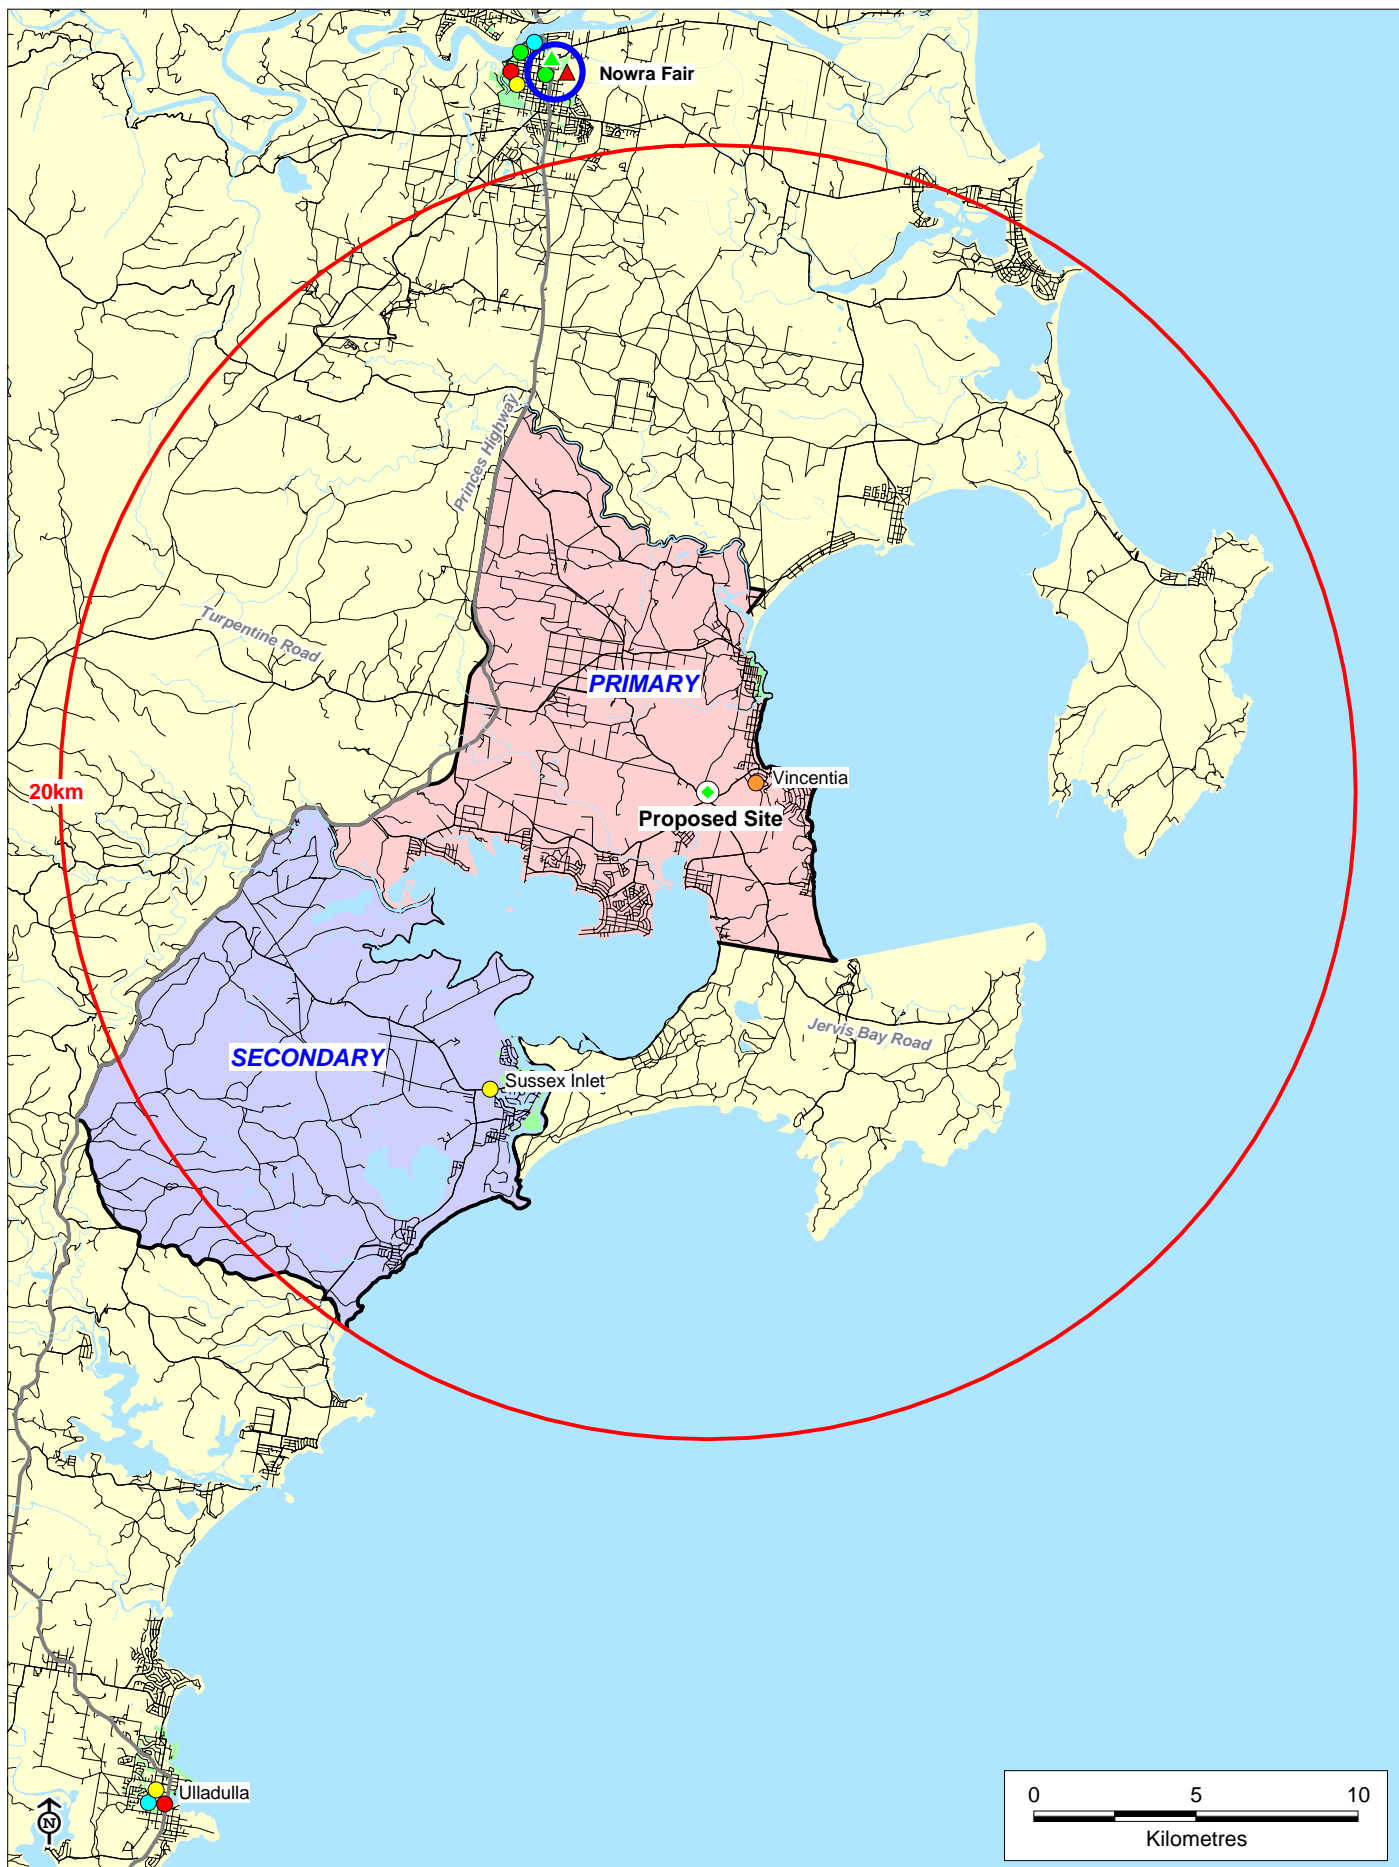 Nowra Fair
Princes Highway
Turpentine Road
PRIMARY
Vincentia
20km
Proposed Site
Jervis Bay Road
SECONDARY
Sussex Inlet
Ulladulla
N
0 5 10
Kilometres